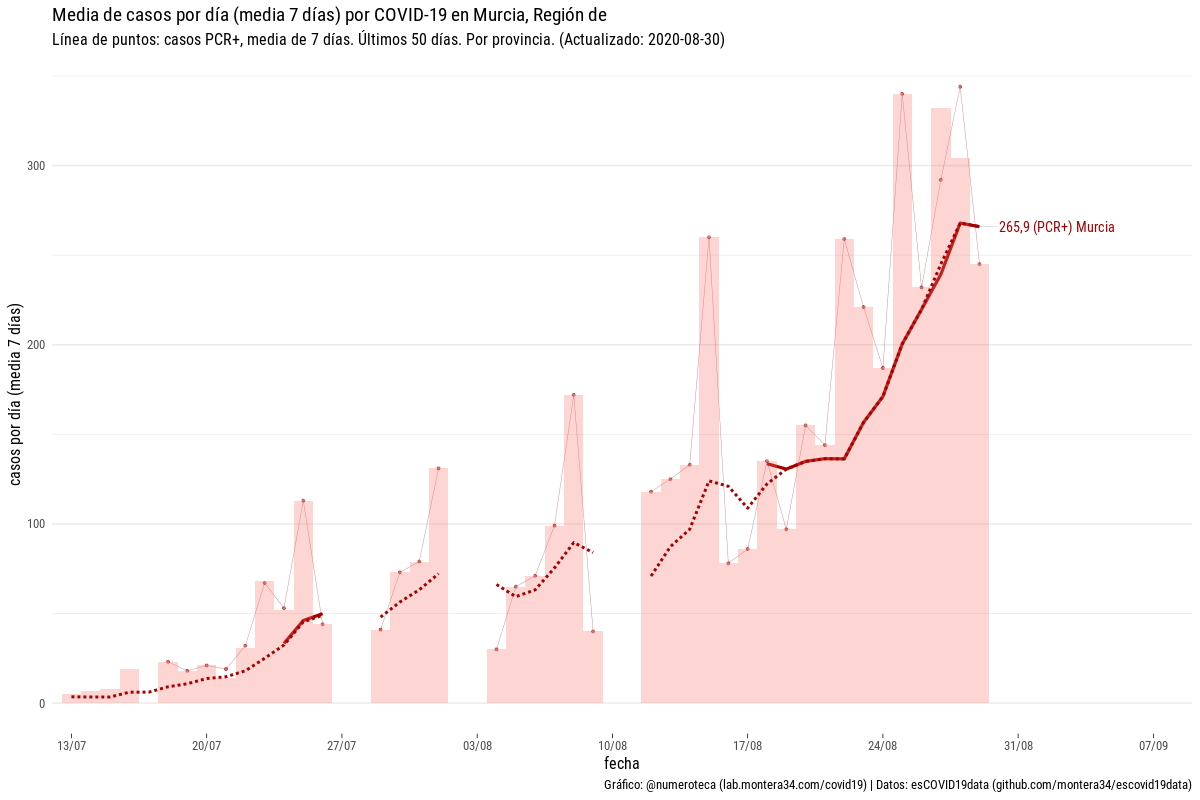 Media de casos por día (media 7 días) por COVID-19 en Murcia, Región de
Línea de puntos: casos PCR+, media de 7 días. Últimos 50 días. Por provincia. (Actualizado: 2020-08-30)
casos por día (media 7 días)
300
200
100
0
265,9 (PCR+) Murcia
13/07
20/07
27/07
03/08
10/08
17/08
24/08
31/08
07/09
fecha
Gráfico: @numeroteca (lab.montera34.com/covid19) | Datos: esCOVID19data (github.com/montera34/escovid19data)